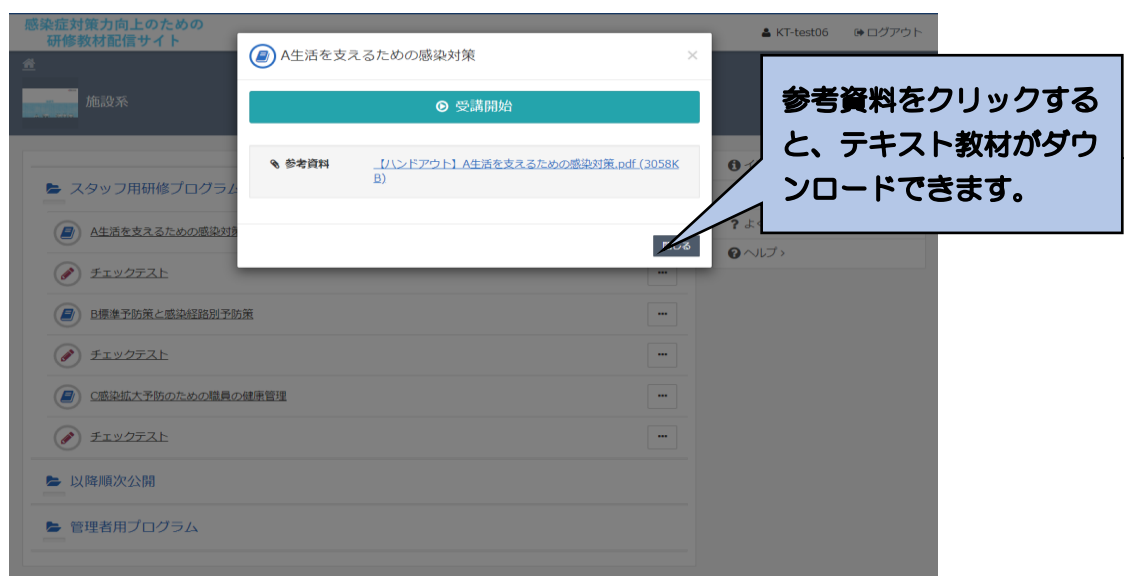 感染症対策力向上のための
研修教材配信サイト
KT-test06 ログアウト
施設系
A生活を支えるための感染対策 ×
受講開始
参考資料 【ハンドアウト】A生活を支えるための感染対策.pdf (3058K
B)
閉じる
参考資料をクリックする
と、テキスト教材がダウ
ンロードできます。
スタッフ用研修プログラム
A生活を支えるための感染対策
チェックテスト
B標準予防策と感染経路別予防策
チェックテスト
C感染拡大予防のための職員の健康管理
チェックテスト
以降順次公開
管理者用プログラム
ヘルプ ›